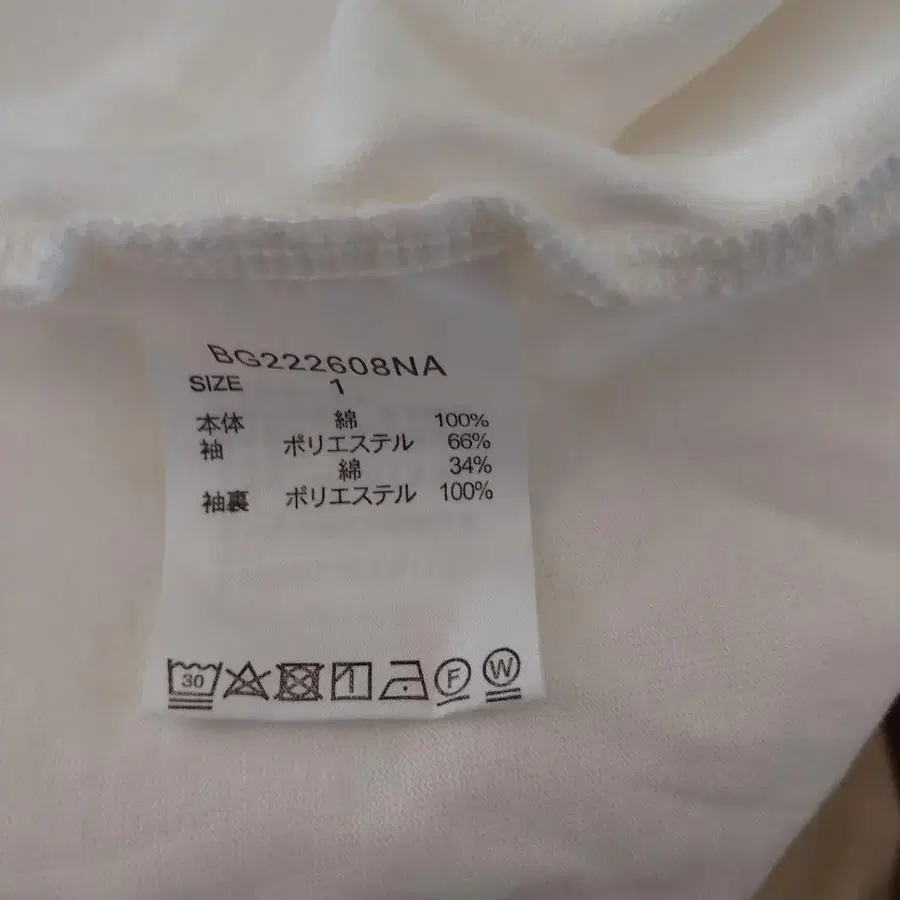 BG222608NA
SIZE 1
本体 綿 100%
袖 ポリエステル 66%
綿 34%
袖裏 ポリエステル 100%
30 F W